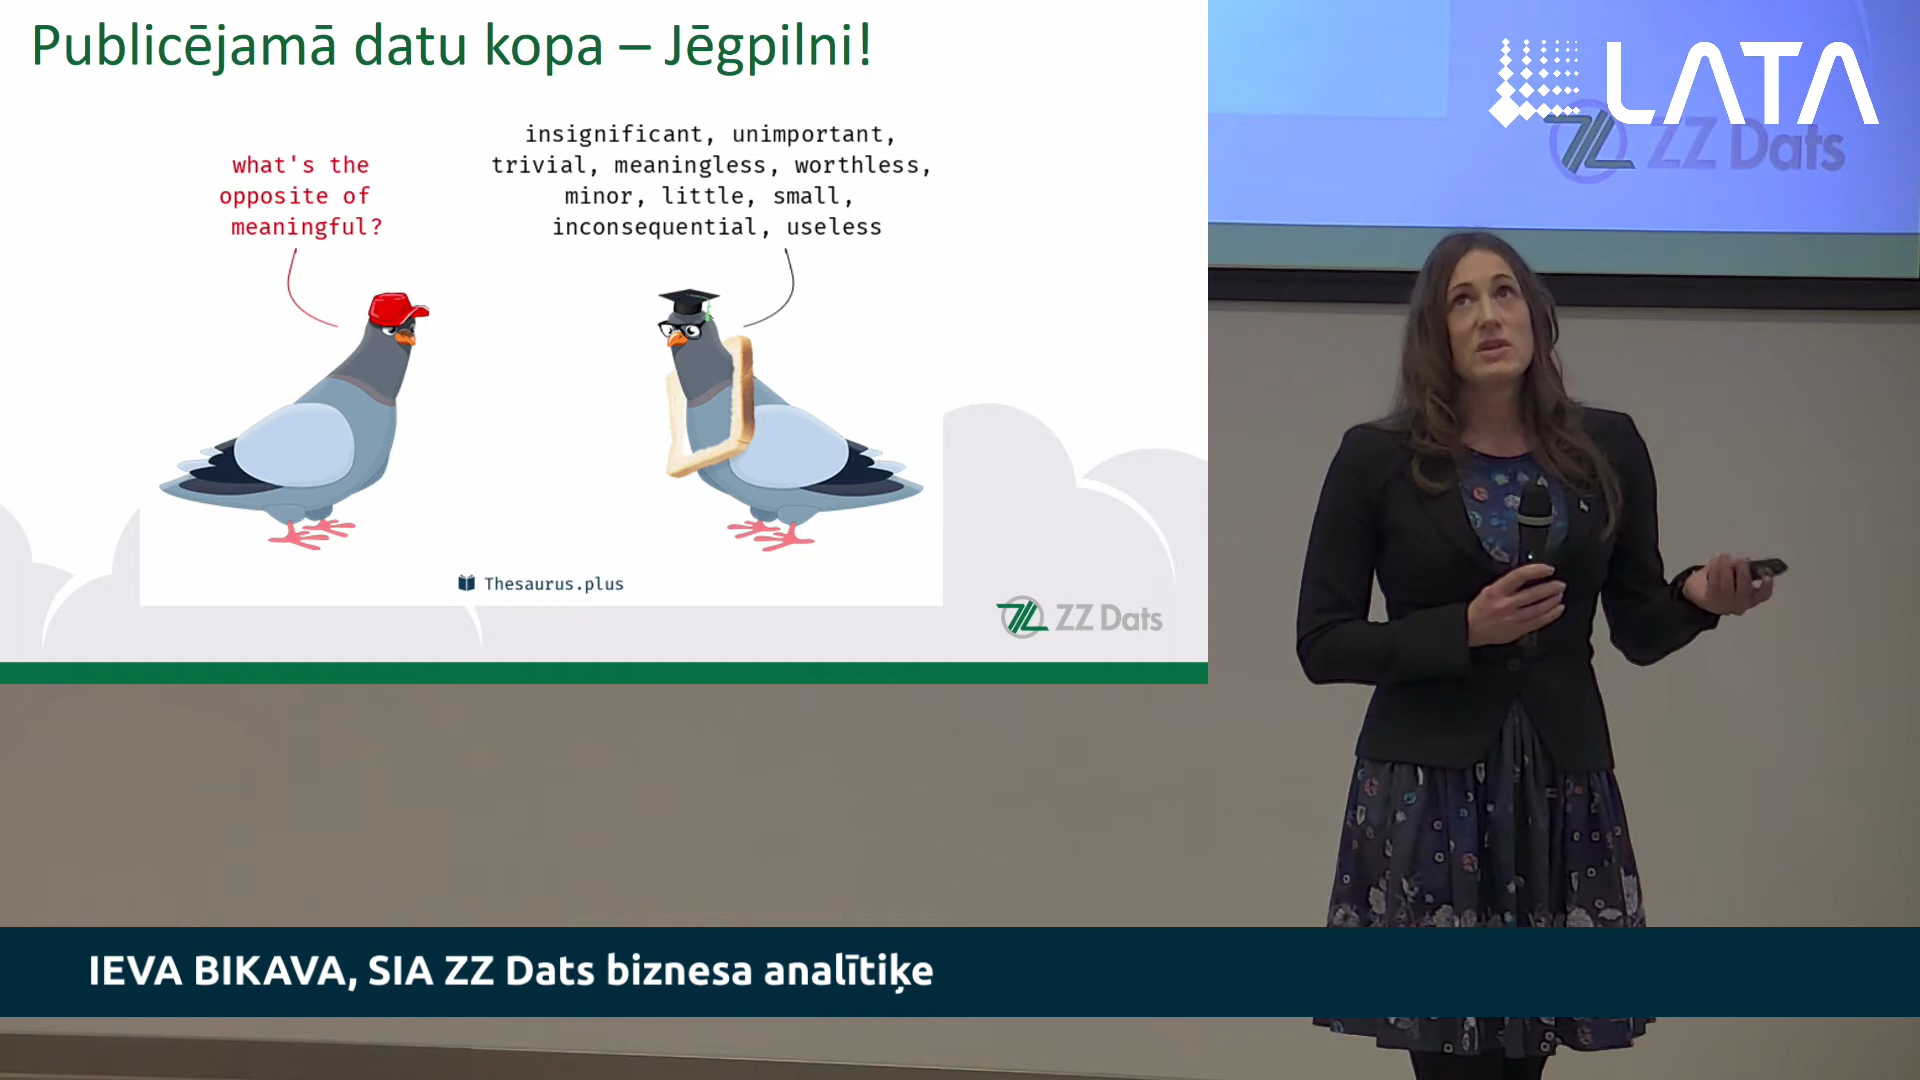 Publicējamā datu kopa – Jēgpilni!
what's the
opposite of
meaningful?
insignificant, unimportant,
trivial, meaningless, worthless,
minor, little, small,
inconsequential, useless
Thesaurus.plus
ZZ Dats
LATA
ZZ Dats
IEVA BIKAVA, SIA ZZ Dats biznesa analītiķe